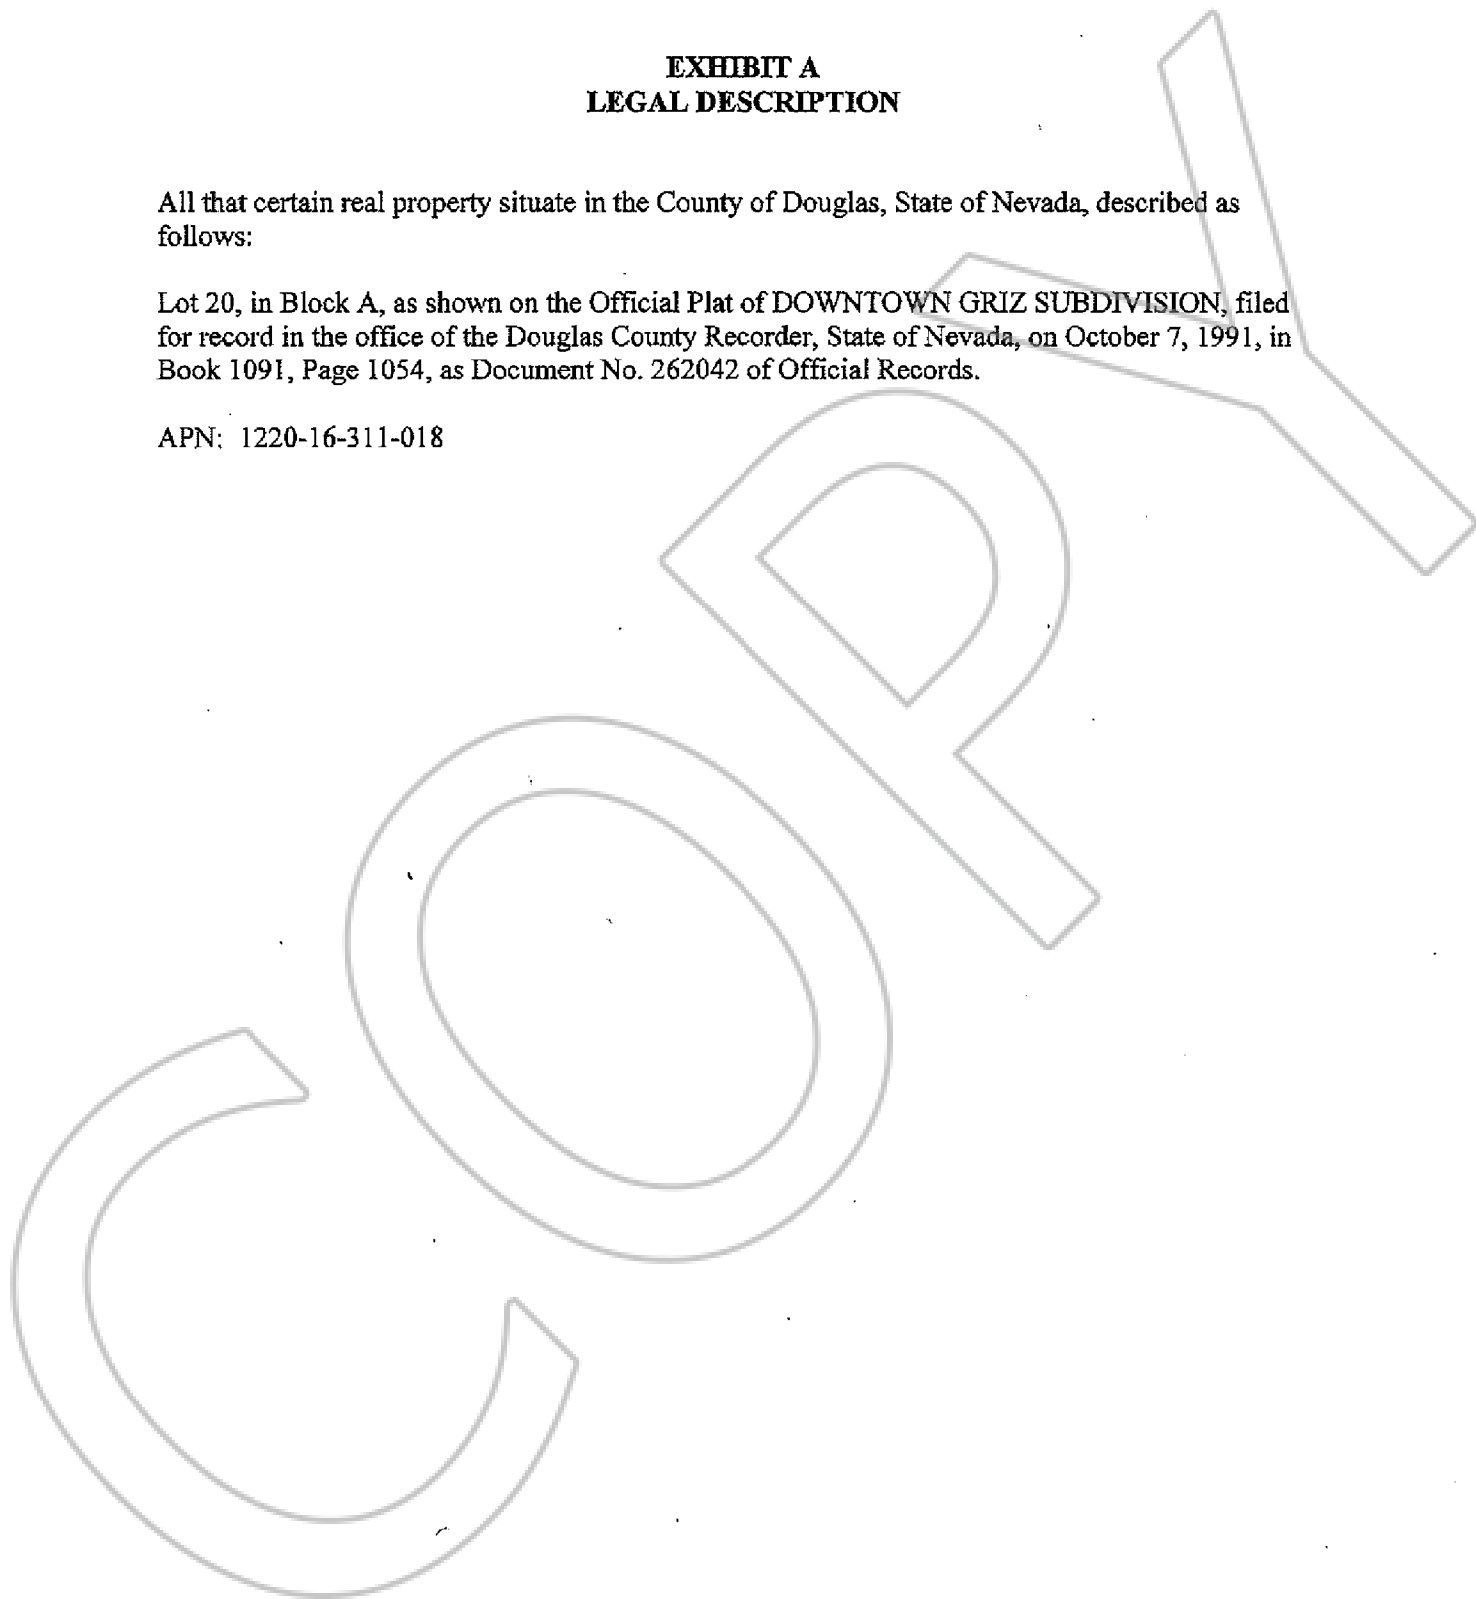 EXHIBIT A
LEGAL DESCRIPTION
All that certain real property situate in the County of Douglas, State of Nevada, described as
follows:
Lot 20, in Block A, as shown on the Official Plat of DOWNTOWN GRIZ SUBDIVISION, filed
for record in the office of the Douglas County Recorder, State of Nevada, on October 7, 1991, in
Book 1091, Page 1054, as Document No. 262042 of Official Records.
APN: 1220-16-311-018
COPY